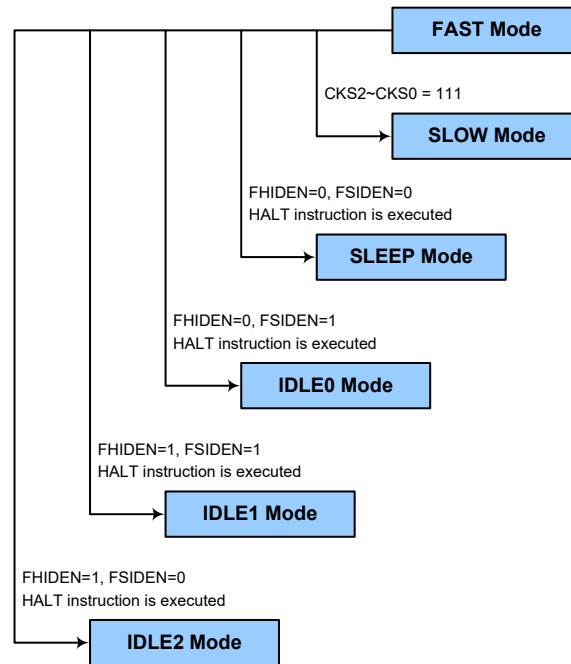 FAST Mode
CKS2~CKS0 = 111
SLOW Mode
FHIDEN=0, FSIDEN=0
HALT instruction is executed
SLEEP Mode
FHIDEN=0, FSIDEN=1
HALT instruction is executed
IDLE0 Mode
FHIDEN=1, FSIDEN=1
HALT instruction is executed
IDLE1 Mode
FHIDEN=1, FSIDEN=0
HALT instruction is executed
IDLE2 Mode